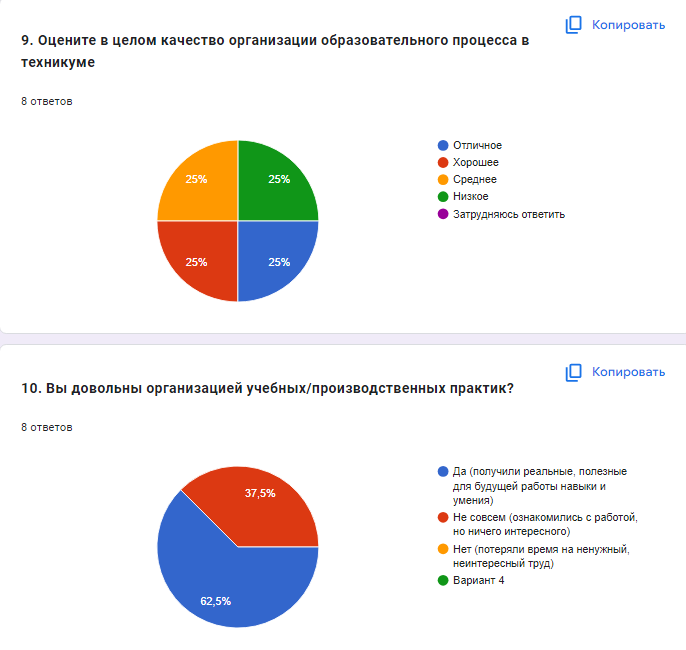 Копировать
9. Оцените в целом качество организации образовательного процесса в
техникуме
8 ответов
25%
25%
25%
25%
Отличное
Хорошее
Среднее
Низкое
Затрудняюсь ответить
Копировать
10. Вы довольны организацией учебных/производственных практик?
8 ответов
37,5%
62,5%
Да (получили реальные, полезные
для будущей работы навыки и
умения)
Не совсем (ознакомились с работой,
но ничего интересного)
Нет (потеряли время на ненужный,
неинтересный труд)
Вариант 4